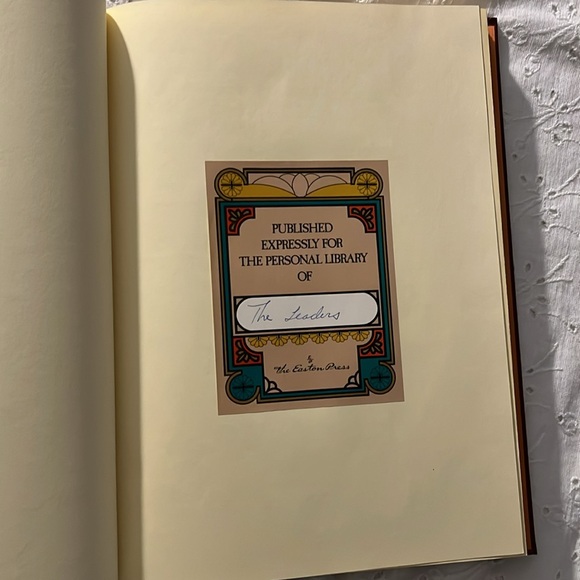 PUBLISHED
EXPRESSLY FOR
THE PERSONAL LIBRARY
OF
The Leaders
by
The Easton Press